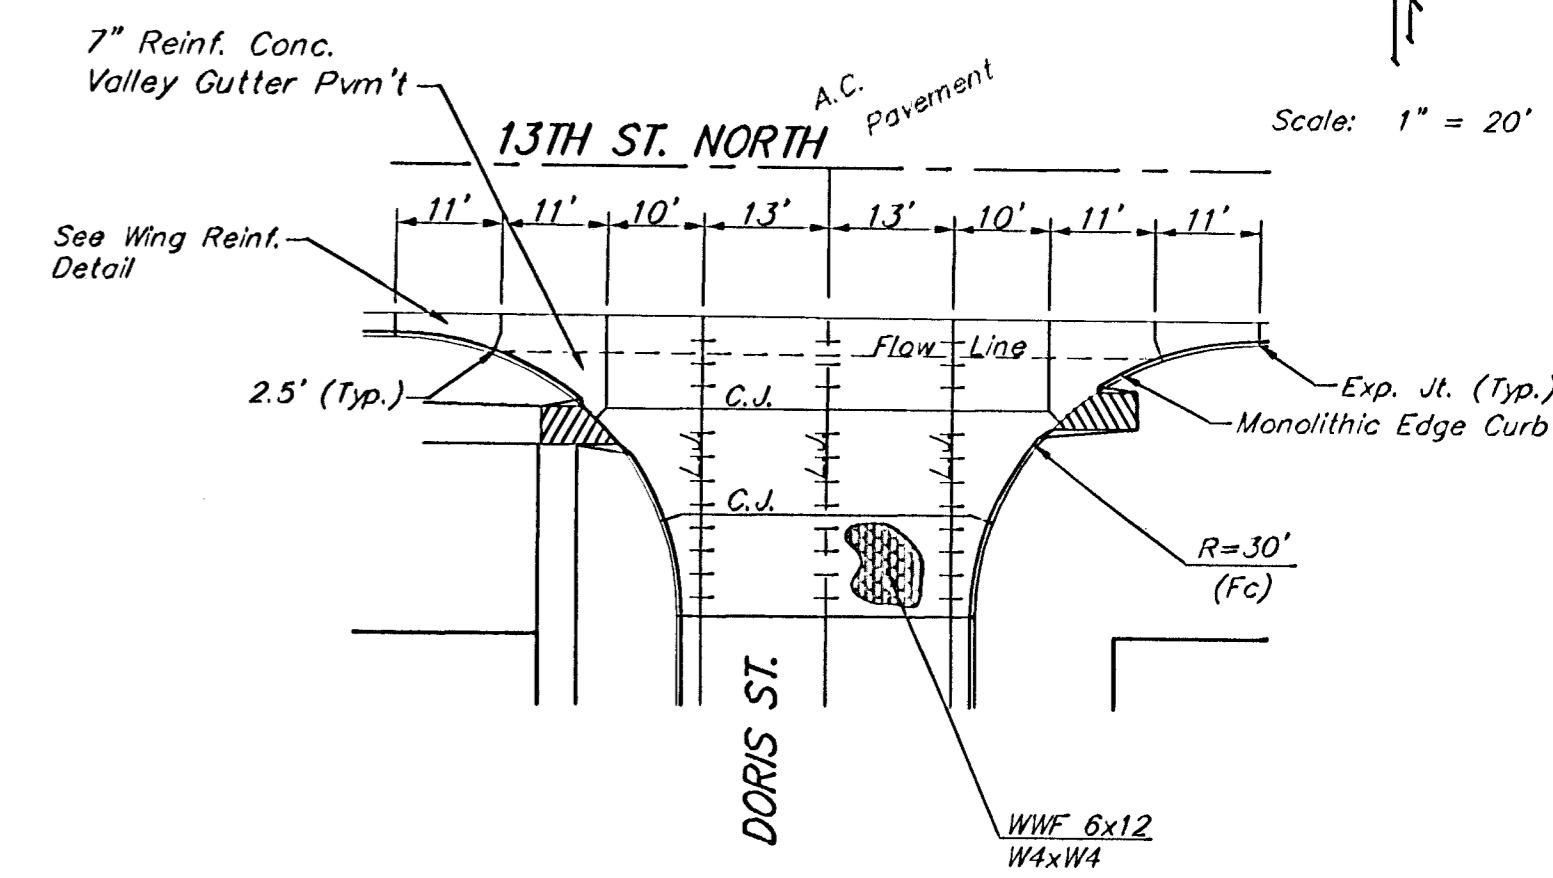 7" Reinf. Conc.
Valley Gutter Pvm't
A.C.
Pavement
Scale: 1" = 20'
13TH ST. NORTH
11' 11' 10' 13' 13' 10' 11' 11'
See Wing Reinf.
Detail
Flow Line
2.5' (Typ.)
C.J.
Exp. Jt. (Typ.)
Monolithic Edge Curb
C.J.
R=30'
(Fc)
DORIS ST.
WWF 6x12
W4xW4